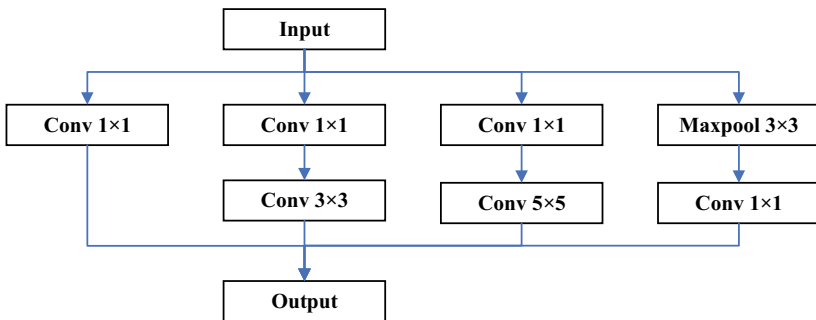 Input
Conv 1×1
Conv 1×1
Conv 1×1
Maxpool 3×3
Conv 3×3
Conv 5×5
Conv 1×1
Output